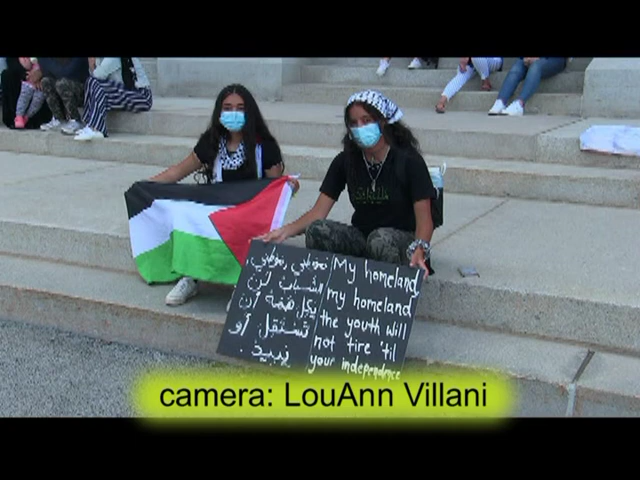 موطني, موطني,
الشباب لن
يكل همه أن
تستقل أو
يبيد.
My homeland,
my homeland
the youth will
not tire 'til
your independence
camera: LouAnn Villani